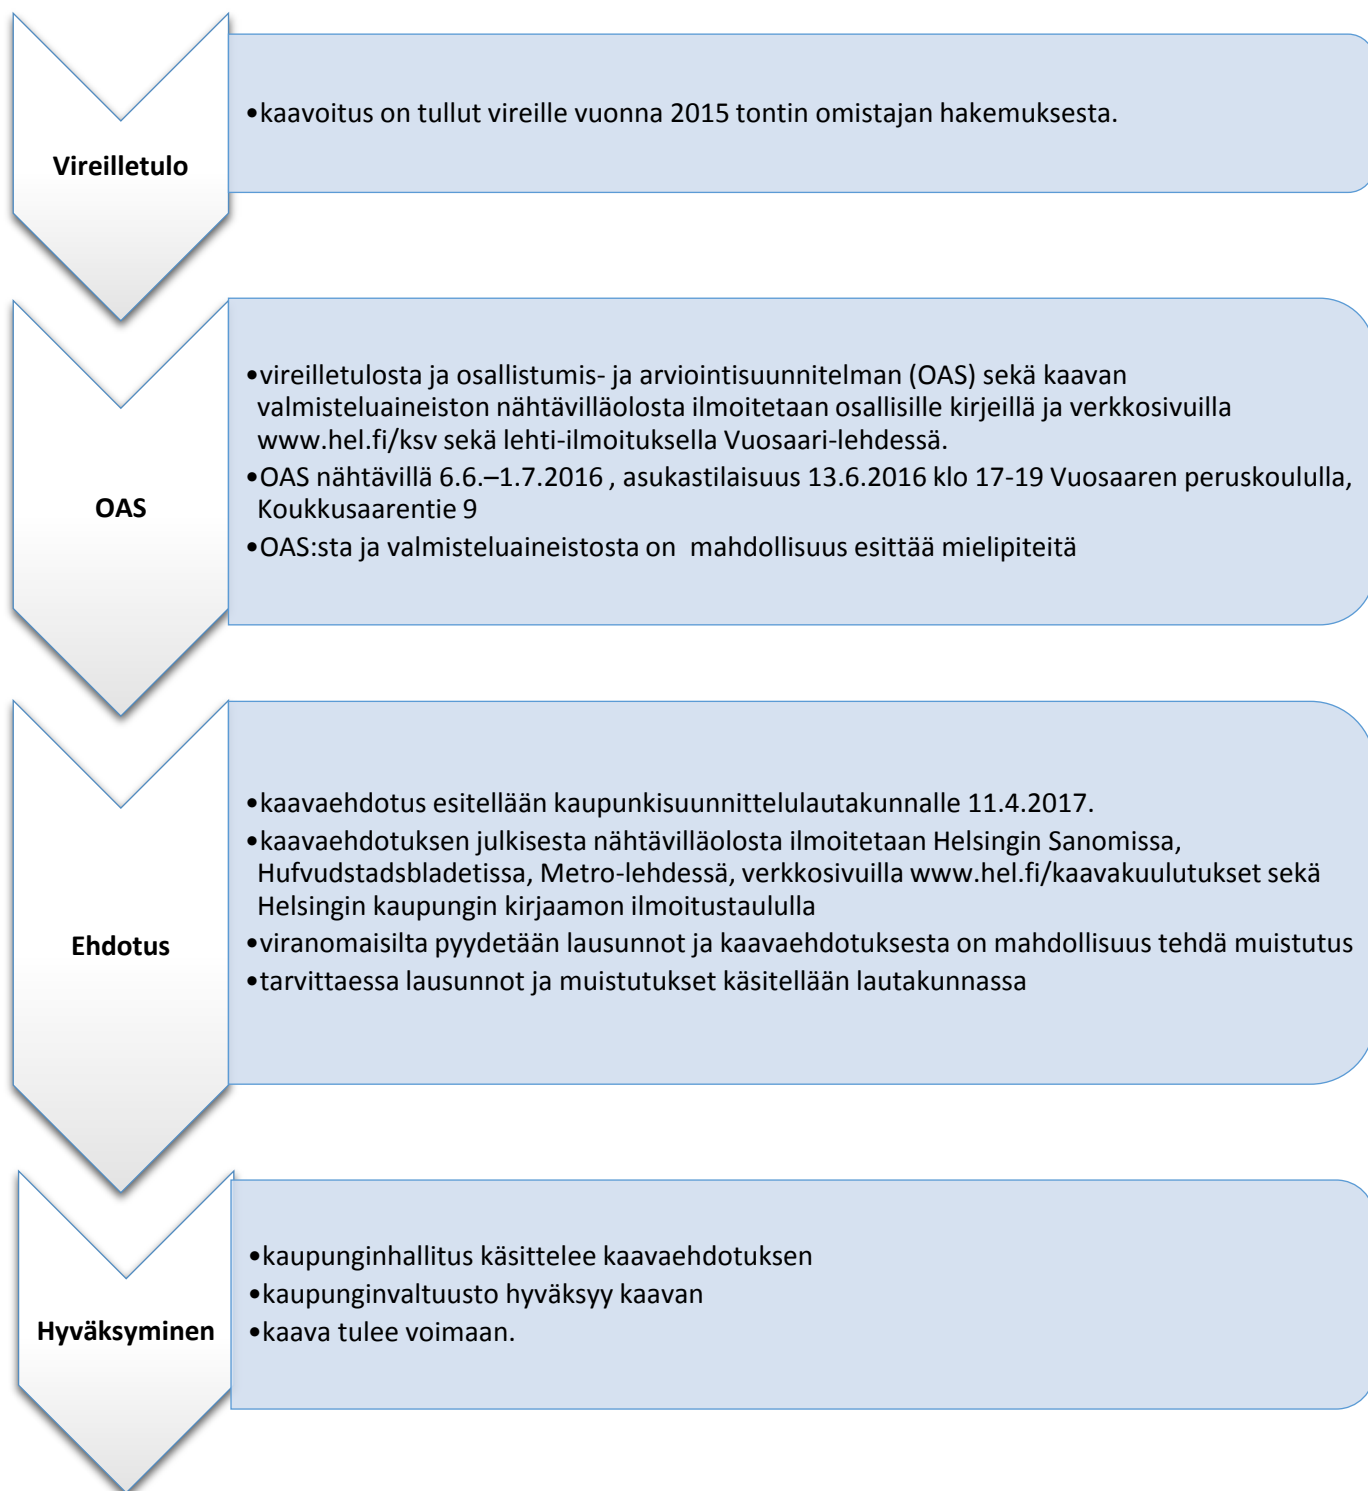 Vireilletulo
•kaavoitus on tullut vireille vuonna 2015 tontin omistajan hakemuksesta.
OAS
•vireilletulosta ja osallistumis- ja arviointisuunnitelman (OAS) sekä kaavan
valmisteluaineiston nähtävilläolosta ilmoitetaan osallisille kirjeillä ja verkkosivuilla
www.hel.fi/ksv sekä lehti-ilmoituksella Vuosaari-lehdessä.
•OAS nähtävillä 6.6.–1.7.2016 , asukastilaisuus 13.6.2016 klo 17-19 Vuosaaren peruskoululla,
Koukkusaarentie 9
•OAS:sta ja valmisteluaineistosta on  mahdollisuus esittää mielipiteitä
Ehdotus
•kaavaehdotus esitellään kaupunkisuunnittelulautakunnalle 11.4.2017.
•kaavaehdotuksen julkisesta nähtävilläolosta ilmoitetaan Helsingin Sanomissa,
Hufvudstadsbladetissa, Metro-lehdessä, verkkosivuilla www.hel.fi/kaavakuulutukset sekä
Helsingin kaupungin kirjaamon ilmoitustaululla
•viranomaisilta pyydetään lausunnot ja kaavaehdotuksesta on mahdollisuus tehdä muistutus
•tarvittaessa lausunnot ja muistutukset käsitellään lautakunnassa
Hyväksyminen
•kaupunginhallitus käsittelee kaavaehdotuksen
•kaupunginvaltuusto hyväksyy kaavan
•kaava tulee voimaan.